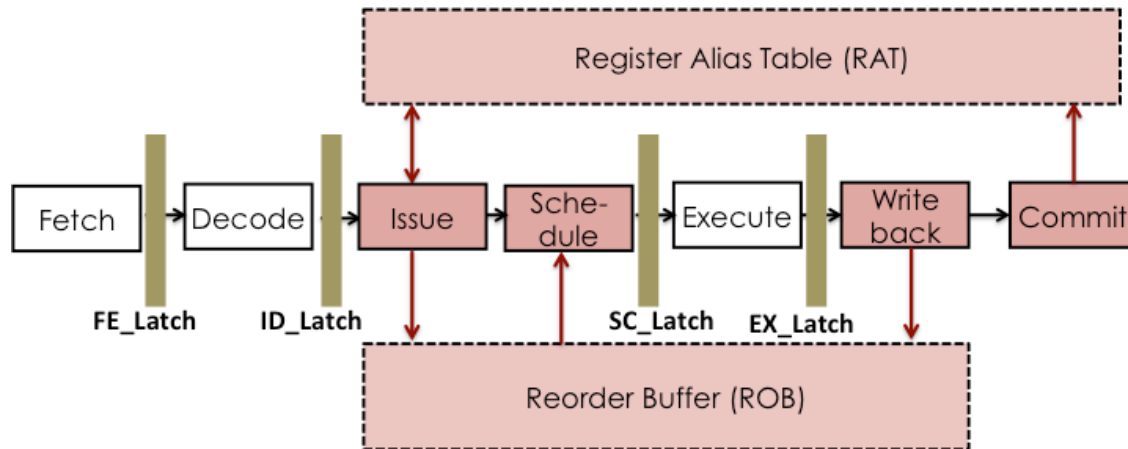 Register Alias Table (RAT)
Fetch
Decode
Issue
Sche-
dule
Execute
Write
back
Commit
FE_Latch
ID_Latch
SC_Latch
EX_Latch
Reorder Buffer (ROB)